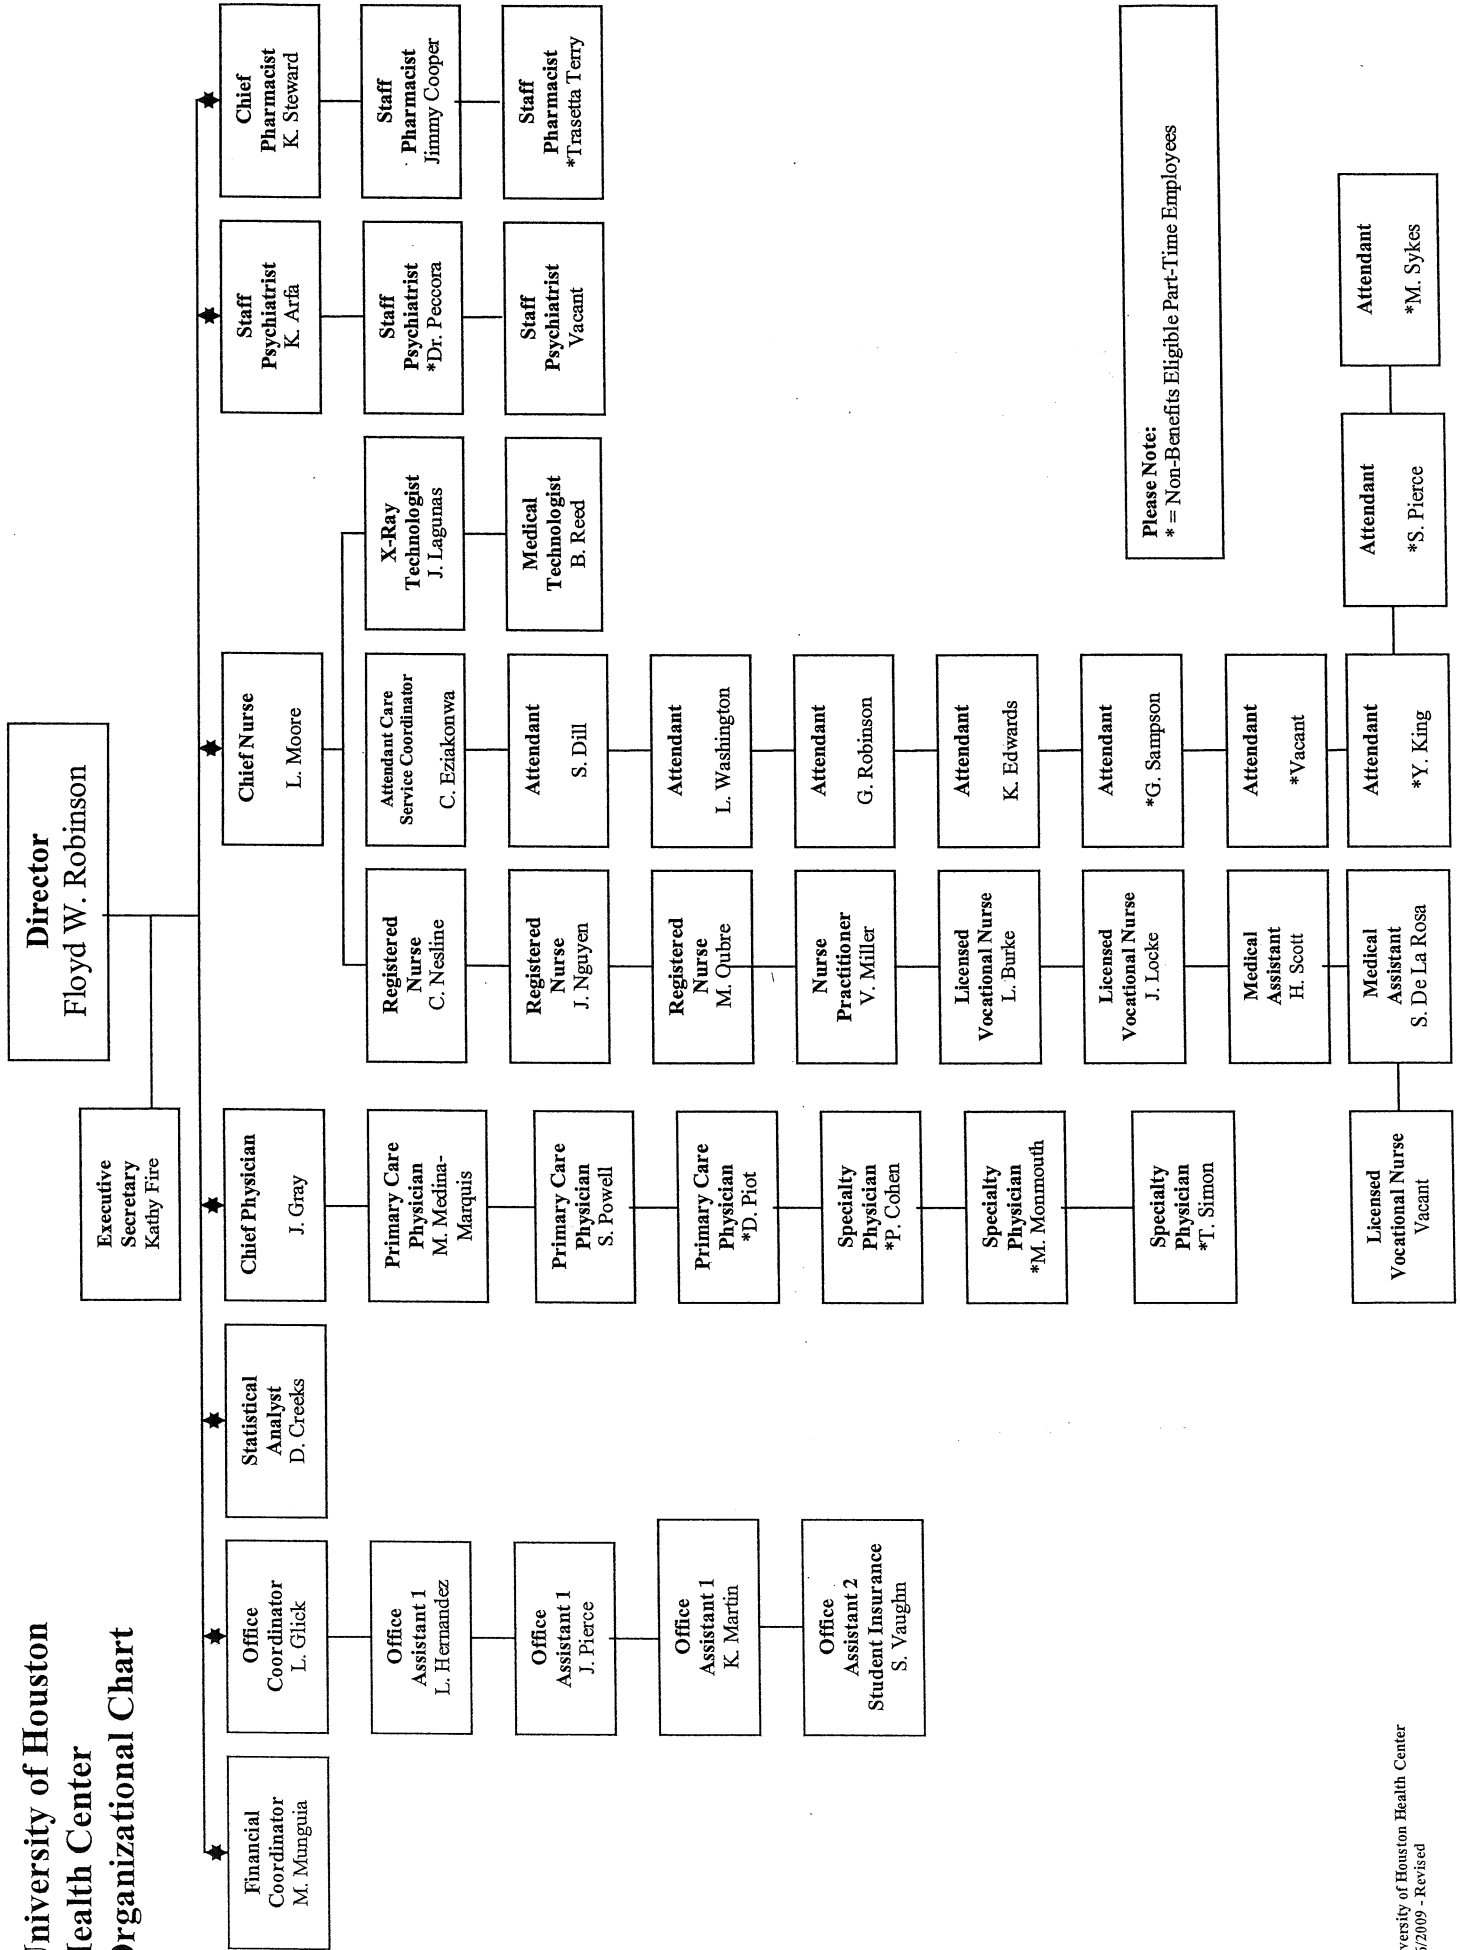 University of Houston
Health Center
Organizational Chart
Director
Floyd W. Robinson
Executive
Secretary
Kathy Fire
Financial
Coordinator
M. Munguia
Office
Coordinator
L. Glick
Office
Assistant 1
L. Hernandez
Office
Assistant 1
J. Pierce
Office
Assistant 1
K. Martin
Office
Assistant 2
Student Insurance
S. Vaughn
Statistical
Analyst
D. Creeks
Chief Physician
J. Gray
Primary Care
Physician
M. Medina-
Marquis
Primary Care
Physician
S. Powell
Primary Care
Physician
*D. Piot
Specialty
Physician
*P. Cohen
Specialty
Physician
*M. Monmouth
Specialty
Physician
*T. Simon
Chief Nurse
L. Moore
Registered
Nurse
C. Nesline
Registered
Nurse
J. Nguyen
Registered
Nurse
M. Oubre
Nurse
Practitioner
V. Miller
Licensed
Vocational Nurse
L. Burke
Licensed
Vocational Nurse
J. Locke
Medical
Assistant
H. Scott
Medical
Assistant
S. De La Rosa
Licensed
Vocational Nurse
Vacant
Attendant Care
Service Coordinator
C. Eziakonwa
Attendant
S. Dill
Attendant
L. Washington
Attendant
G. Robinson
Attendant
K. Edwards
Attendant
*G. Sampson
Attendant
*Vacant
Attendant
*Y. King
Attendant
*S. Pierce
Attendant
*M. Sykes
X-Ray
Technologist
J. Lagunas
Medical
Technologist
B. Reed
Staff
Psychiatrist
K. Arfa
Staff
Psychiatrist
*Dr. Peccora
Staff
Psychiatrist
Vacant
Chief
Pharmacist
K. Steward
Staff
Pharmacist
Jimmy Cooper
Staff
Pharmacist
*Trasetta Terry
Please Note:
* = Non-Benefits Eligible Part-Time Employees
versity of Houston Health Center
/2009 - Revised